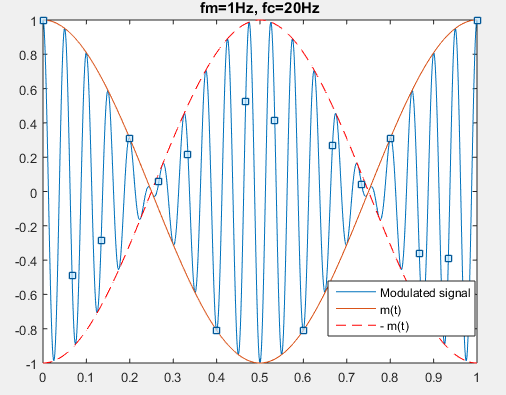 fm=1Hz, fc=20Hz
1
0.8
0.6
0.4
0.2
0
-0.2
-0.4
-0.6
-0.8
-1
Modulated signal
m(t)
- m(t)
0 0.1 0.2 0.3 0.4 0.5 0.6 0.7 0.8 0.9 1